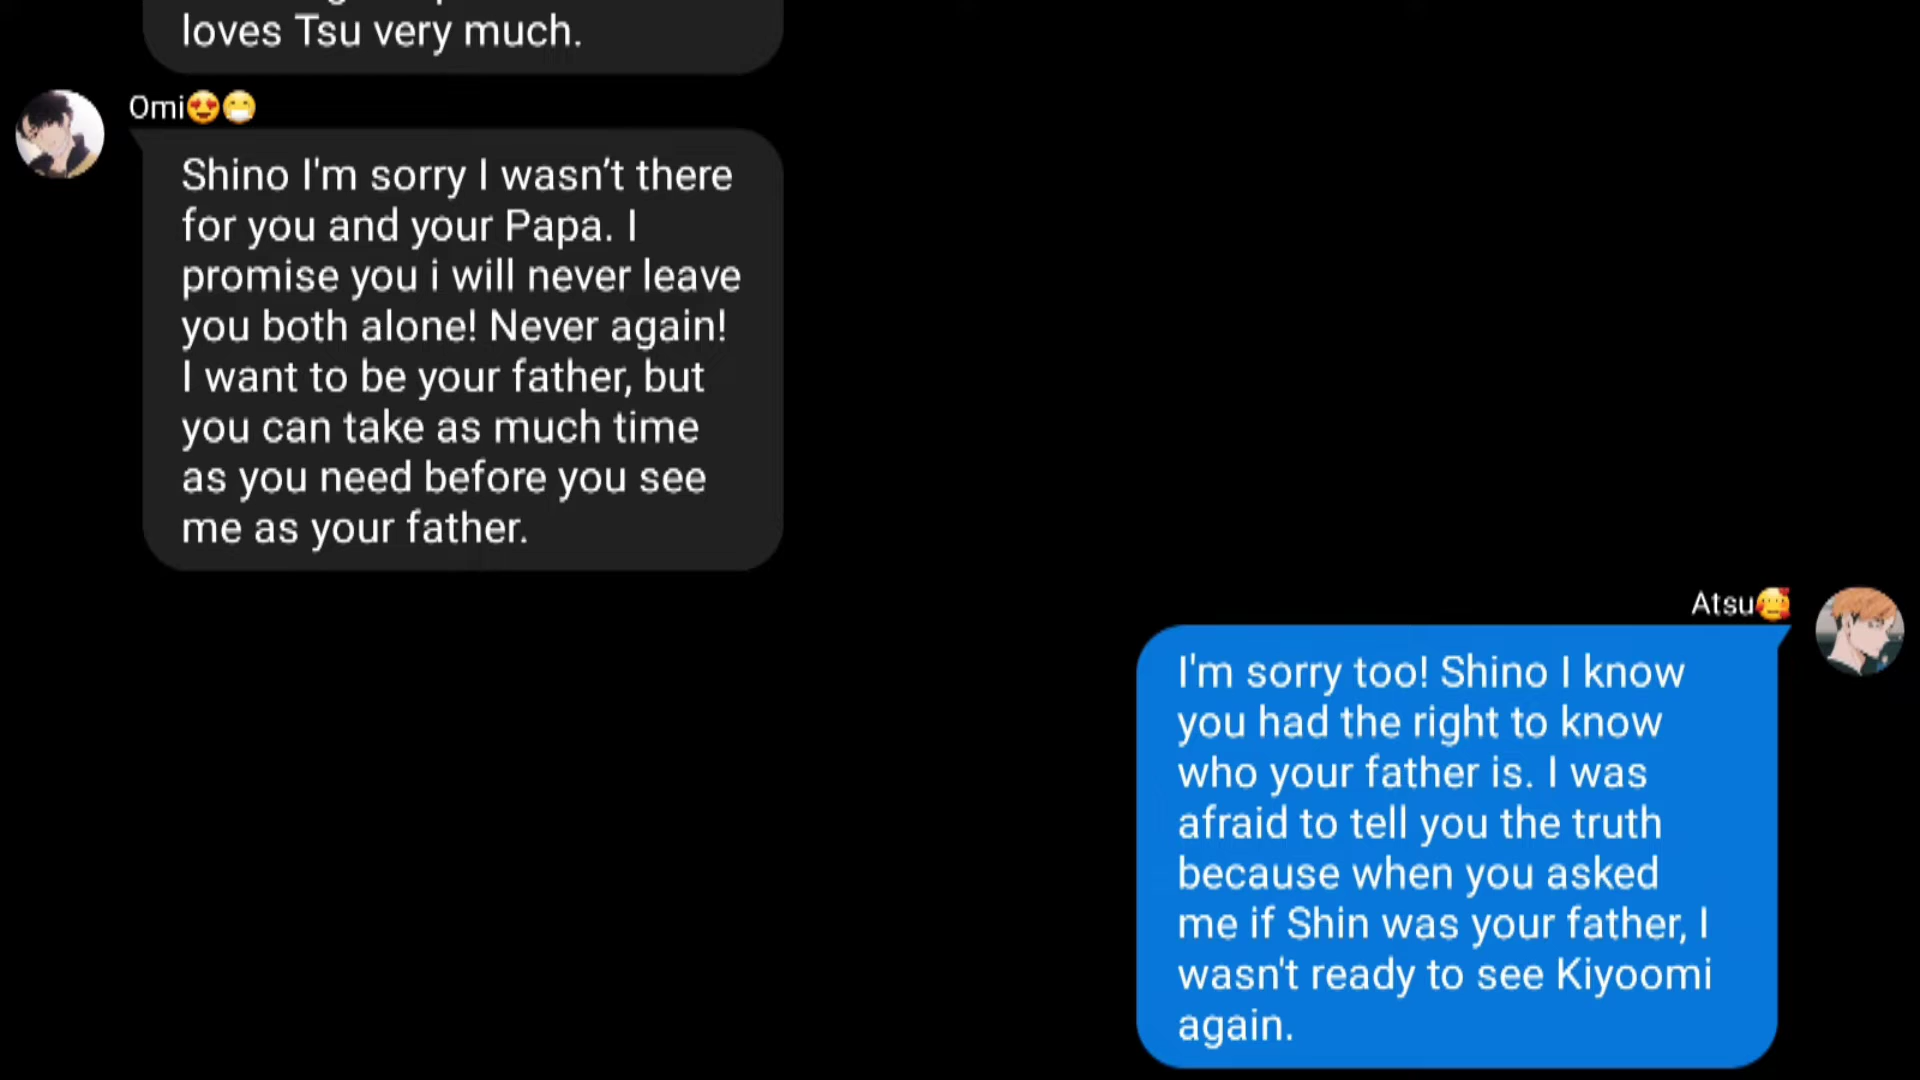 loves Tsu very much.
Omi😍😷
Shino I'm sorry I wasn’t there
for you and your Papa. I
promise you i will never leave
you both alone! Never again!
I want to be your father, but
you can take as much time
as you need before you see
me as your father.
Atsu🥰
I'm sorry too! Shino I know
you had the right to know
who your father is. I was
afraid to tell you the truth
because when you asked
me if Shin was your father, I
wasn't ready to see Kiyoomi
again.